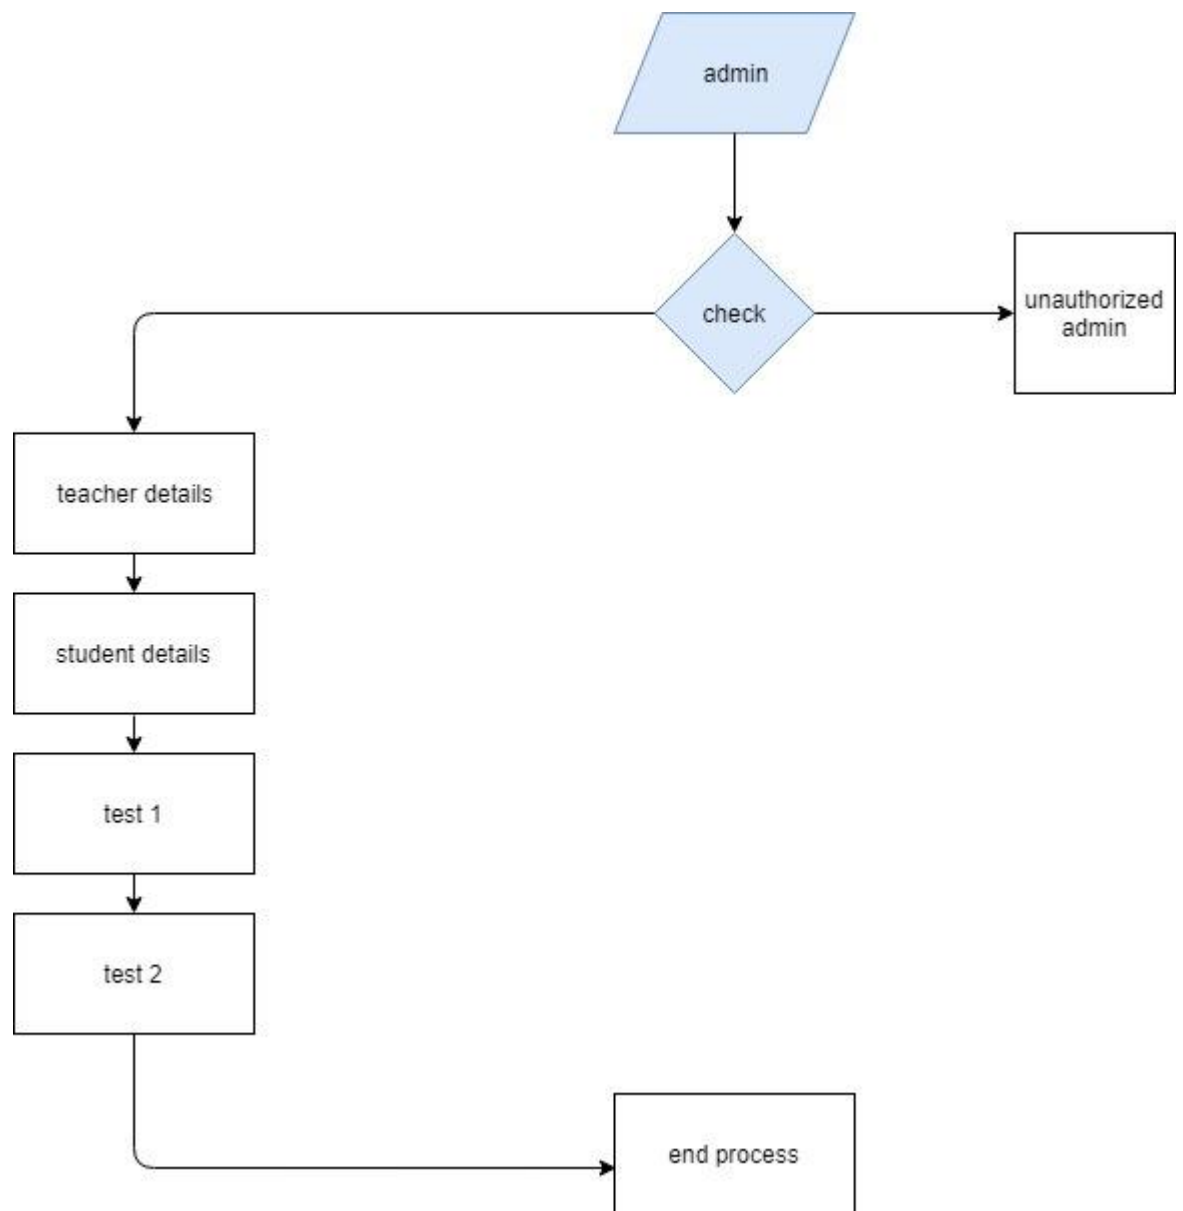 admin
check
unauthorized
admin
teacher details
student details
test 1
test 2
end process